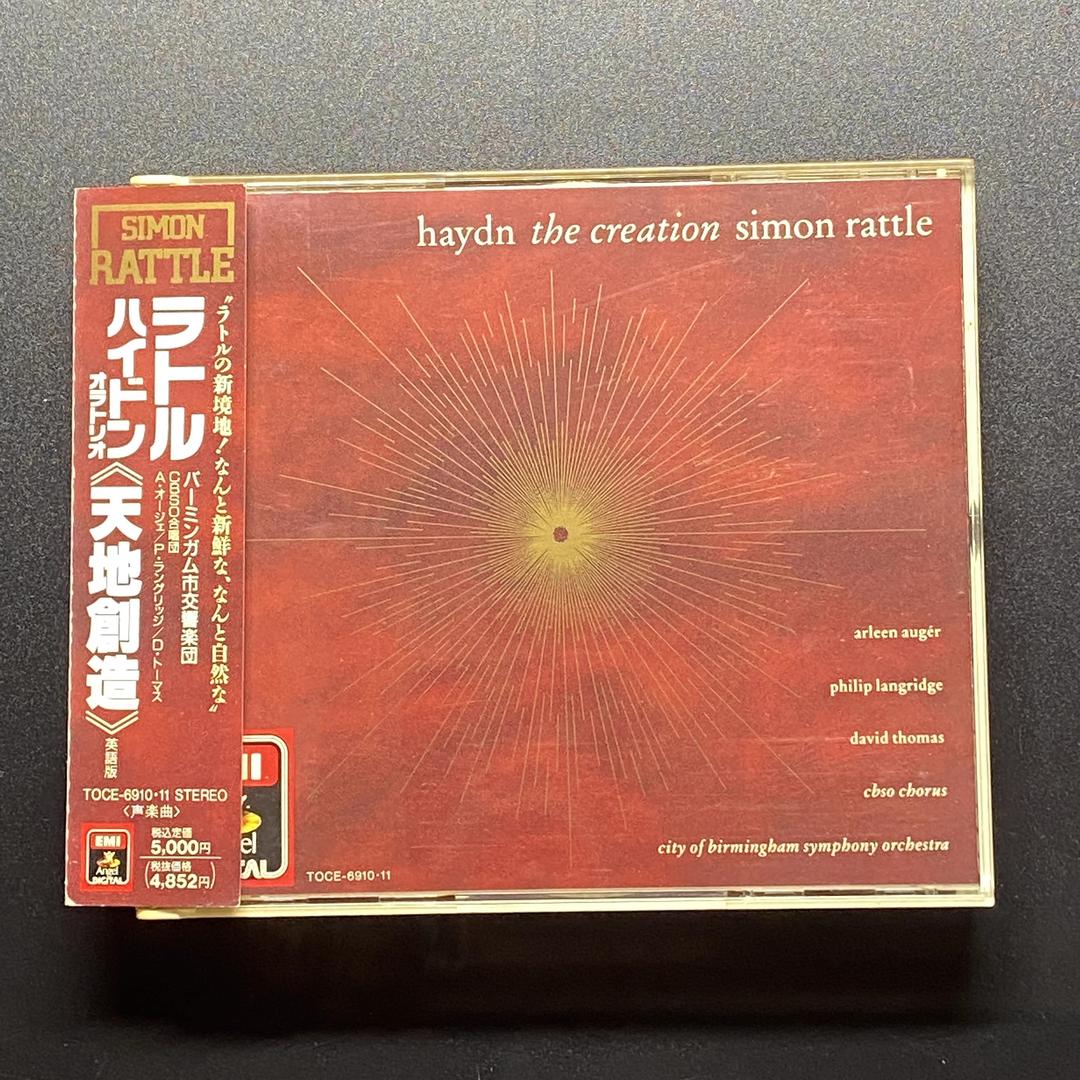 SIMON
RATTLE
"ラトルの新境地!なんと新鮮な、なんと自然な"
ラトル
バーミンガム市交響楽団
CBSO合唱団
A・オージェ/P・ラングリッジ/D・トーマス
ハイドン
オラトリオ
《天地創造》
英語版
TOCE-6910・11 STEREO
〈声楽曲〉
EMI
Angel
DIGITAL
税込定価
5,000円
(税抜価格
4,852円)
haydn the creation simon rattle
arleen augér
philip langridge
david thomas
cbso chorus
city of birmingham symphony orchestra
TOCE-6910・11